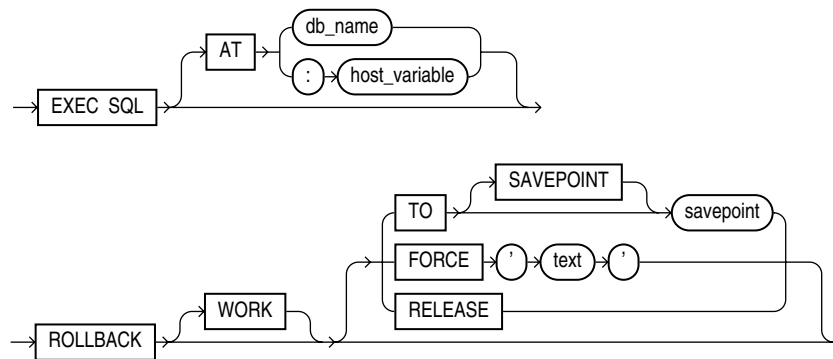 AT db_name
: host_variable
EXEC SQL
SAVEPOINT
TO savepoint
FORCE ' text '
WORK RELEASE
ROLLBACK